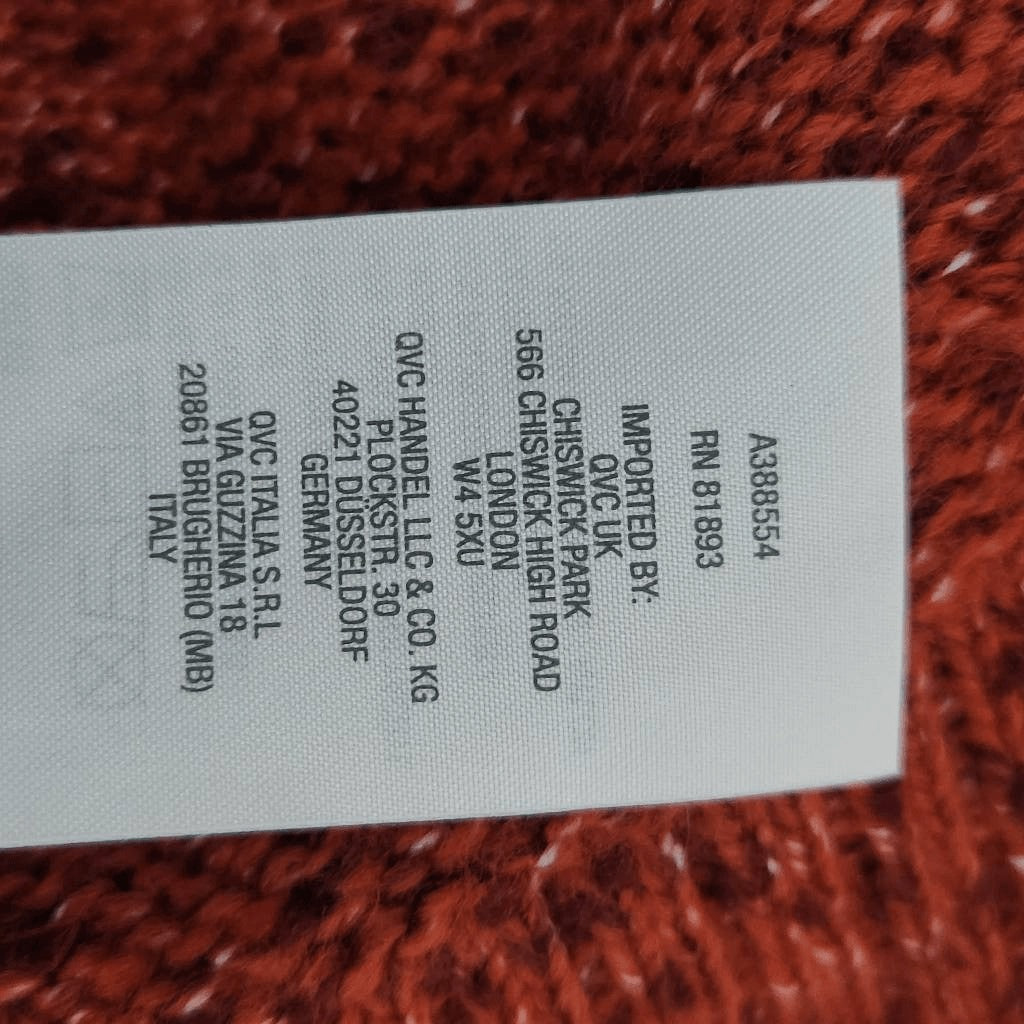 A388554
RN 81893
IMPORTED BY:
QVC UK
CHISWICK PARK
566 CHISWICK HIGH ROAD
LONDON
W4 5XU
QVC HANDEL LLC & CO. KG
PLOCKSTR. 30
40221 DÜSSELDORF
GERMANY
QVC ITALIA S.R.L
VIA GUZZINA 18
20861 BRUGHERIO (MB)
ITALY